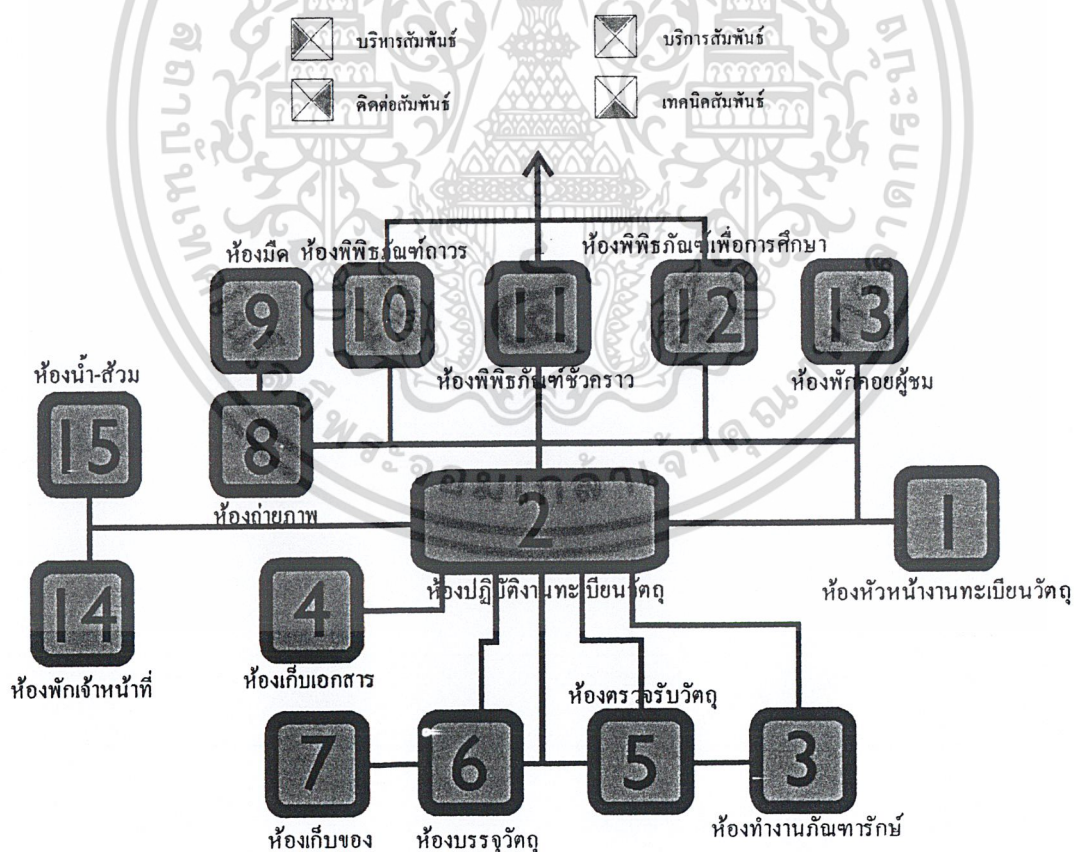 บริหารสัมพันธ์
บริการสัมพันธ์
ติดต่อสัมพันธ์
เทคนิคสัมพันธ์
ห้องมืด ห้องพิพิธภัณฑ์ถาวร
ห้องพิพิธภัณฑ์เพื่อการศึกษา
9
10
11
12
13
ห้องน้ำ-ส้วม
ห้องพิพิธภัณฑ์ชั่วคราว
ห้องพักคอยผู้ชม
15
8
2
1
ห้องถ่ายภาพ
ห้องปฏิบัติงานทะเบียนวัตถุ
ห้องหัวหน้างานทะเบียนวัตถุ
14
4
ห้องพักเจ้าหน้าที่
ห้องเก็บเอกสาร
ห้องตรวจรับวัตถุ
7
6
5
3
ห้องเก็บของ
ห้องบรรจุวัตถุ
ห้องทำงานภัณฑารักษ์